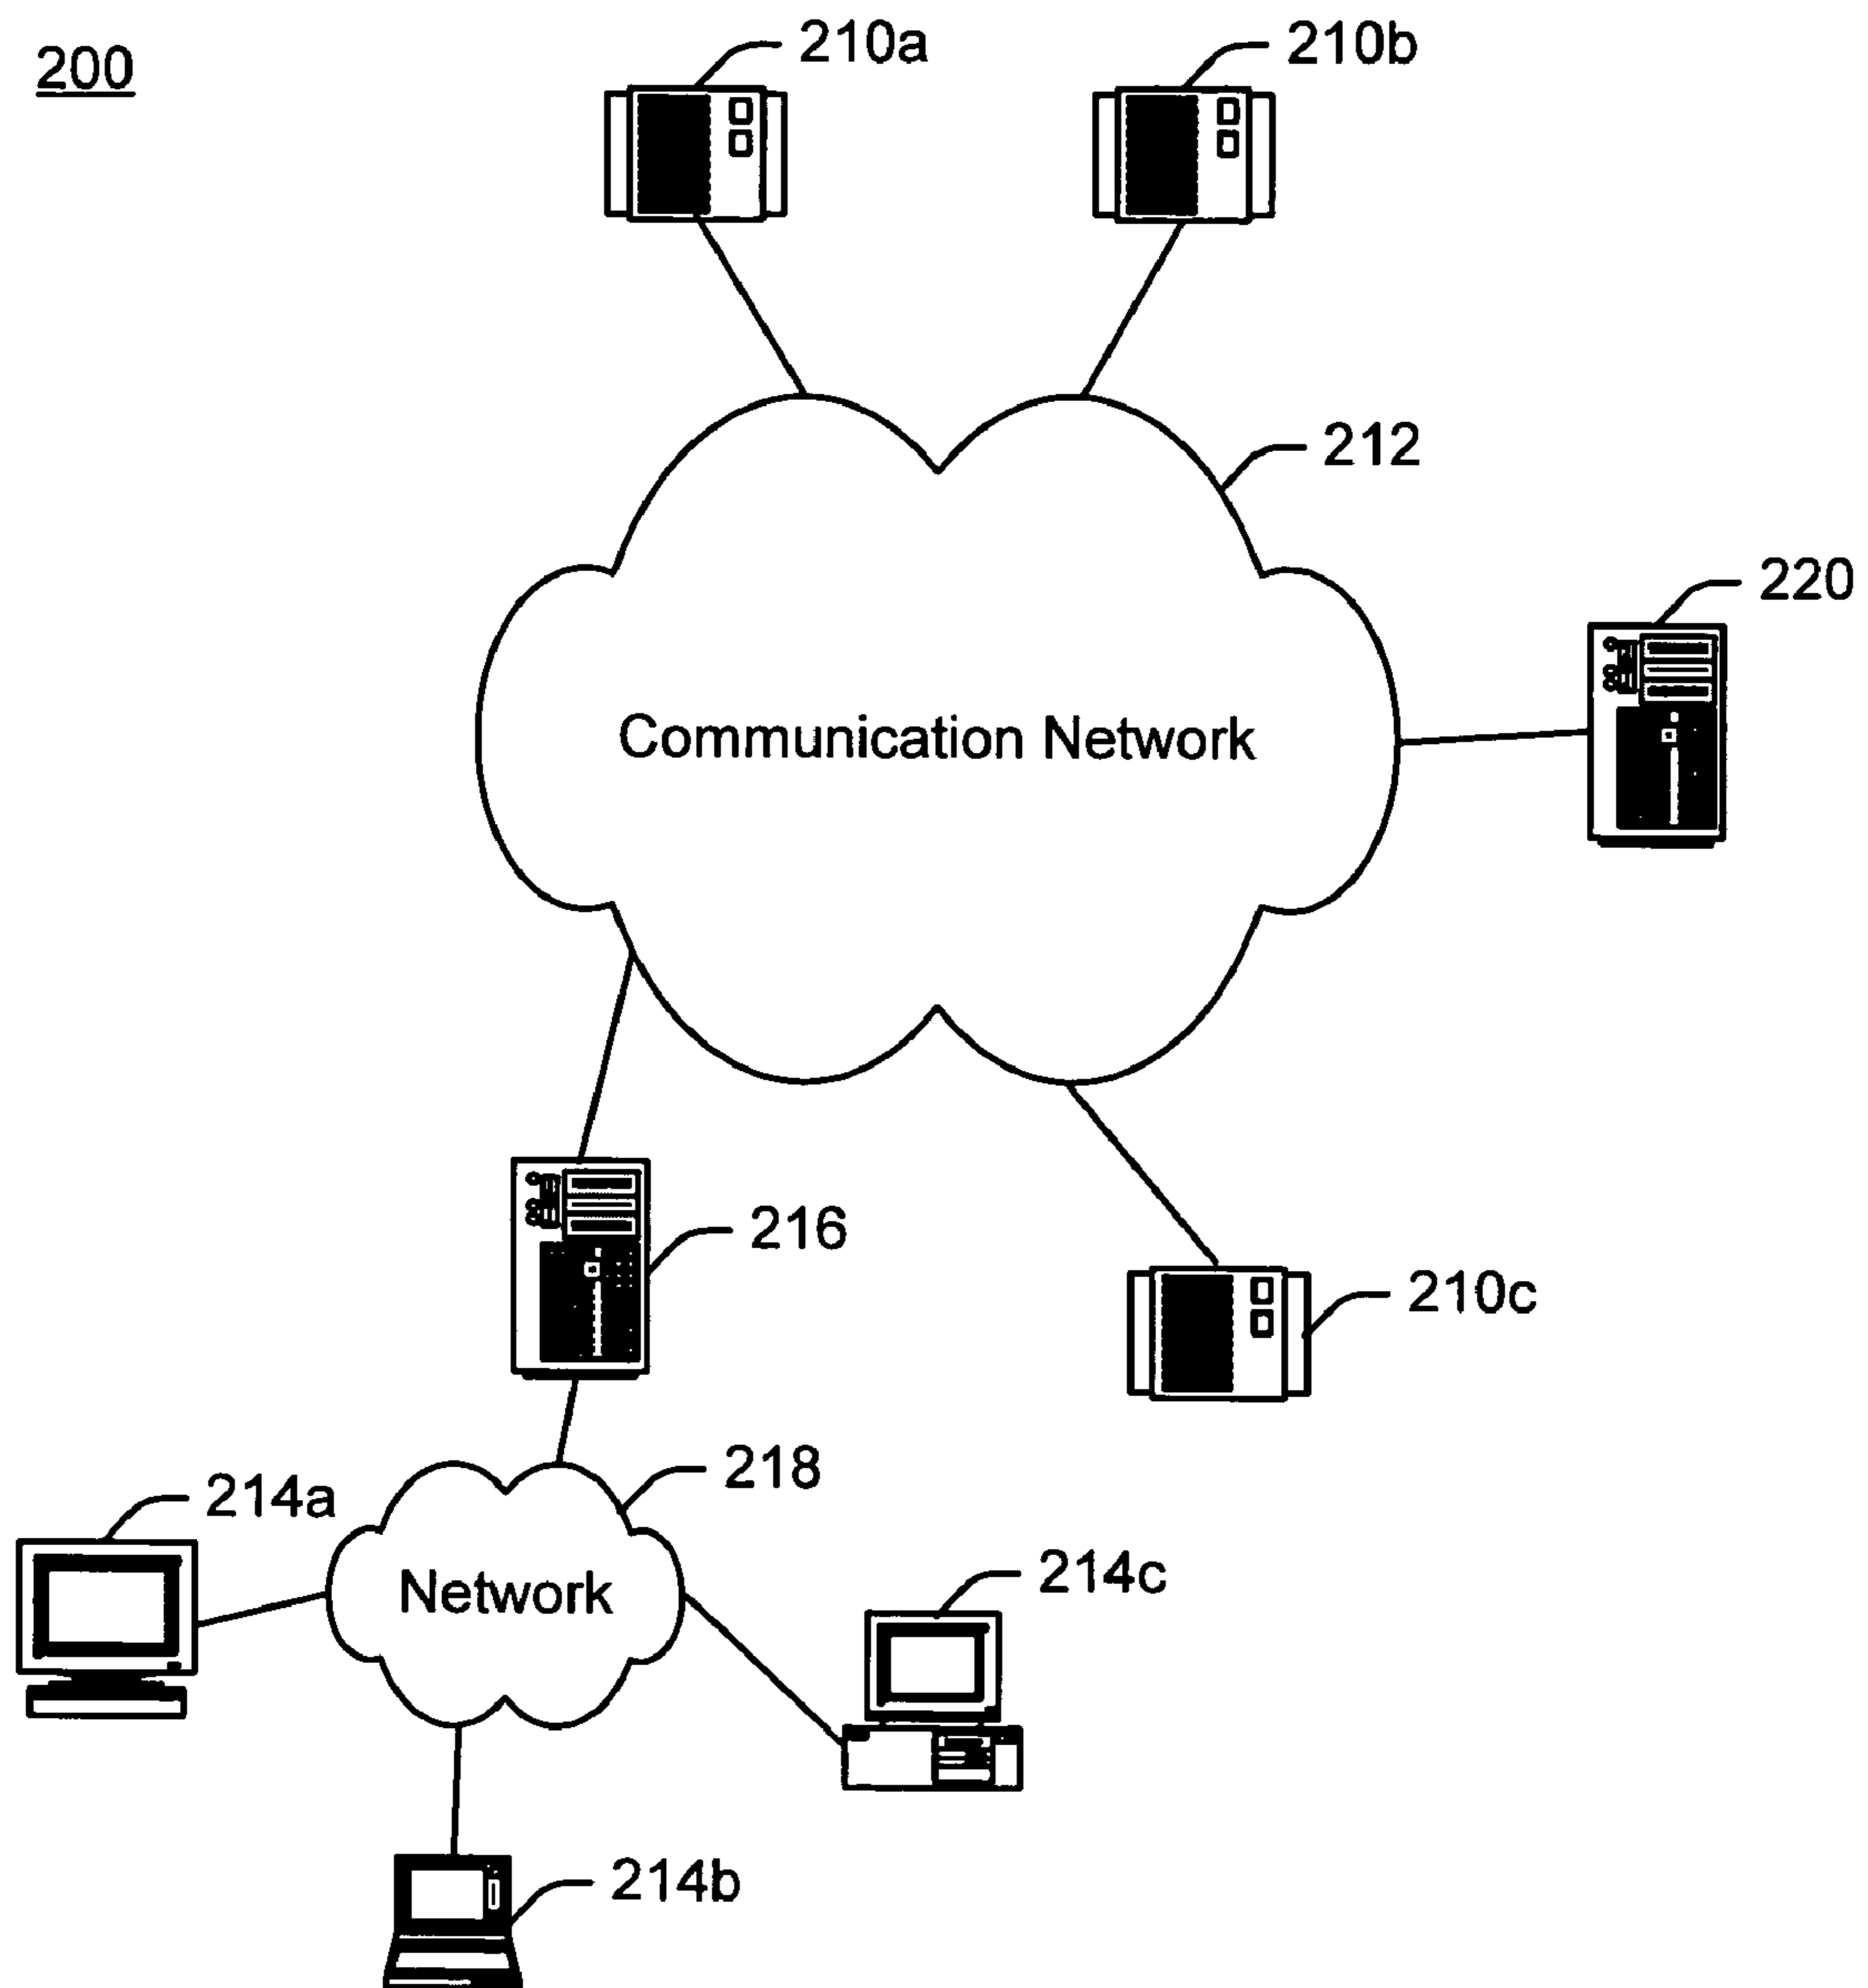 200
210a
210b
212
220
Communication Network
216
210c
218
214a
Network
214c
214b